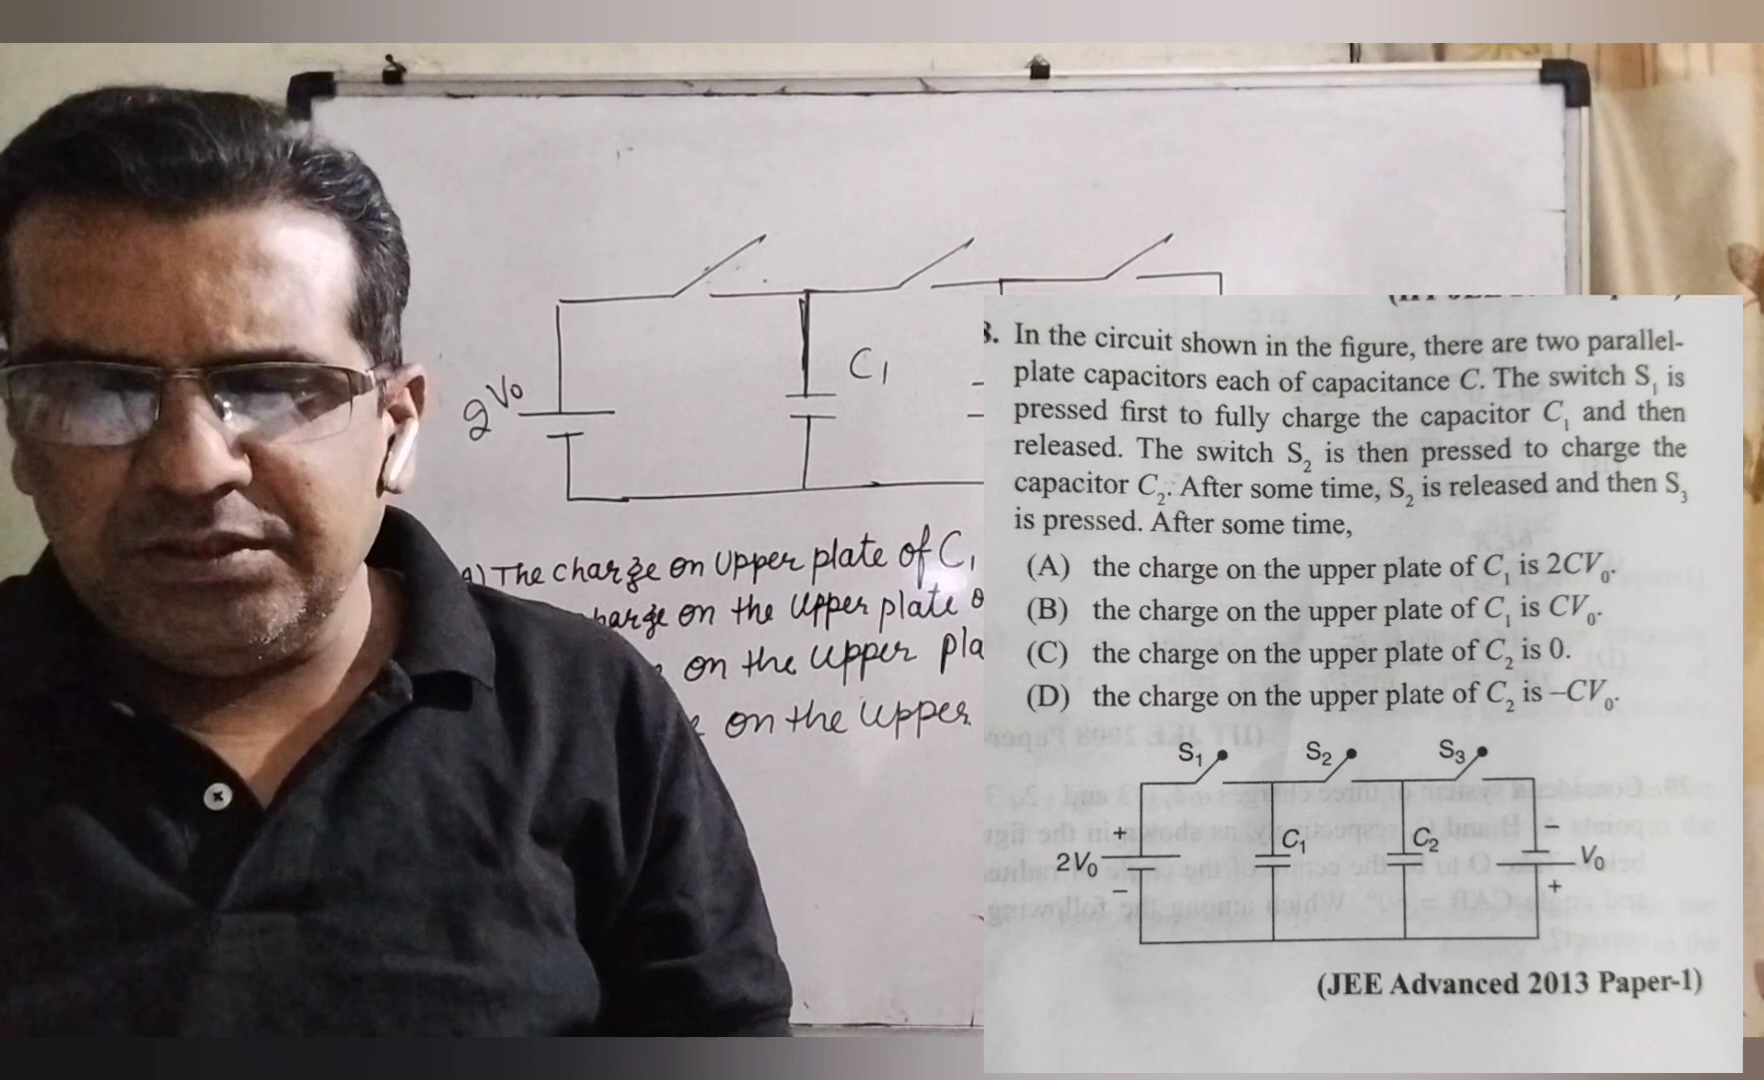 2V₀
C₁
A) The charge on Upper plate of C₁
harge on the Upper plate
on the Upper pla
on the Upper
3. In the circuit shown in the figure, there are two parallel-
plate capacitors each of capacitance C. The switch S₁ is
pressed first to fully charge the capacitor C₁ and then
released. The switch S₂ is then pressed to charge the
capacitor C₂. After some time, S₂ is released and then S₃
is pressed. After some time,
(A) the charge on the upper plate of C₁ is 2CV₀.
(B) the charge on the upper plate of C₁ is CV₀.
(C) the charge on the upper plate of C₂ is 0.
(D) the charge on the upper plate of C₂ is –CV₀.
S₁ S₂ S₃
+ C₁ C₂ –
2V₀ V₀
– +
(JEE Advanced 2013 Paper-1)